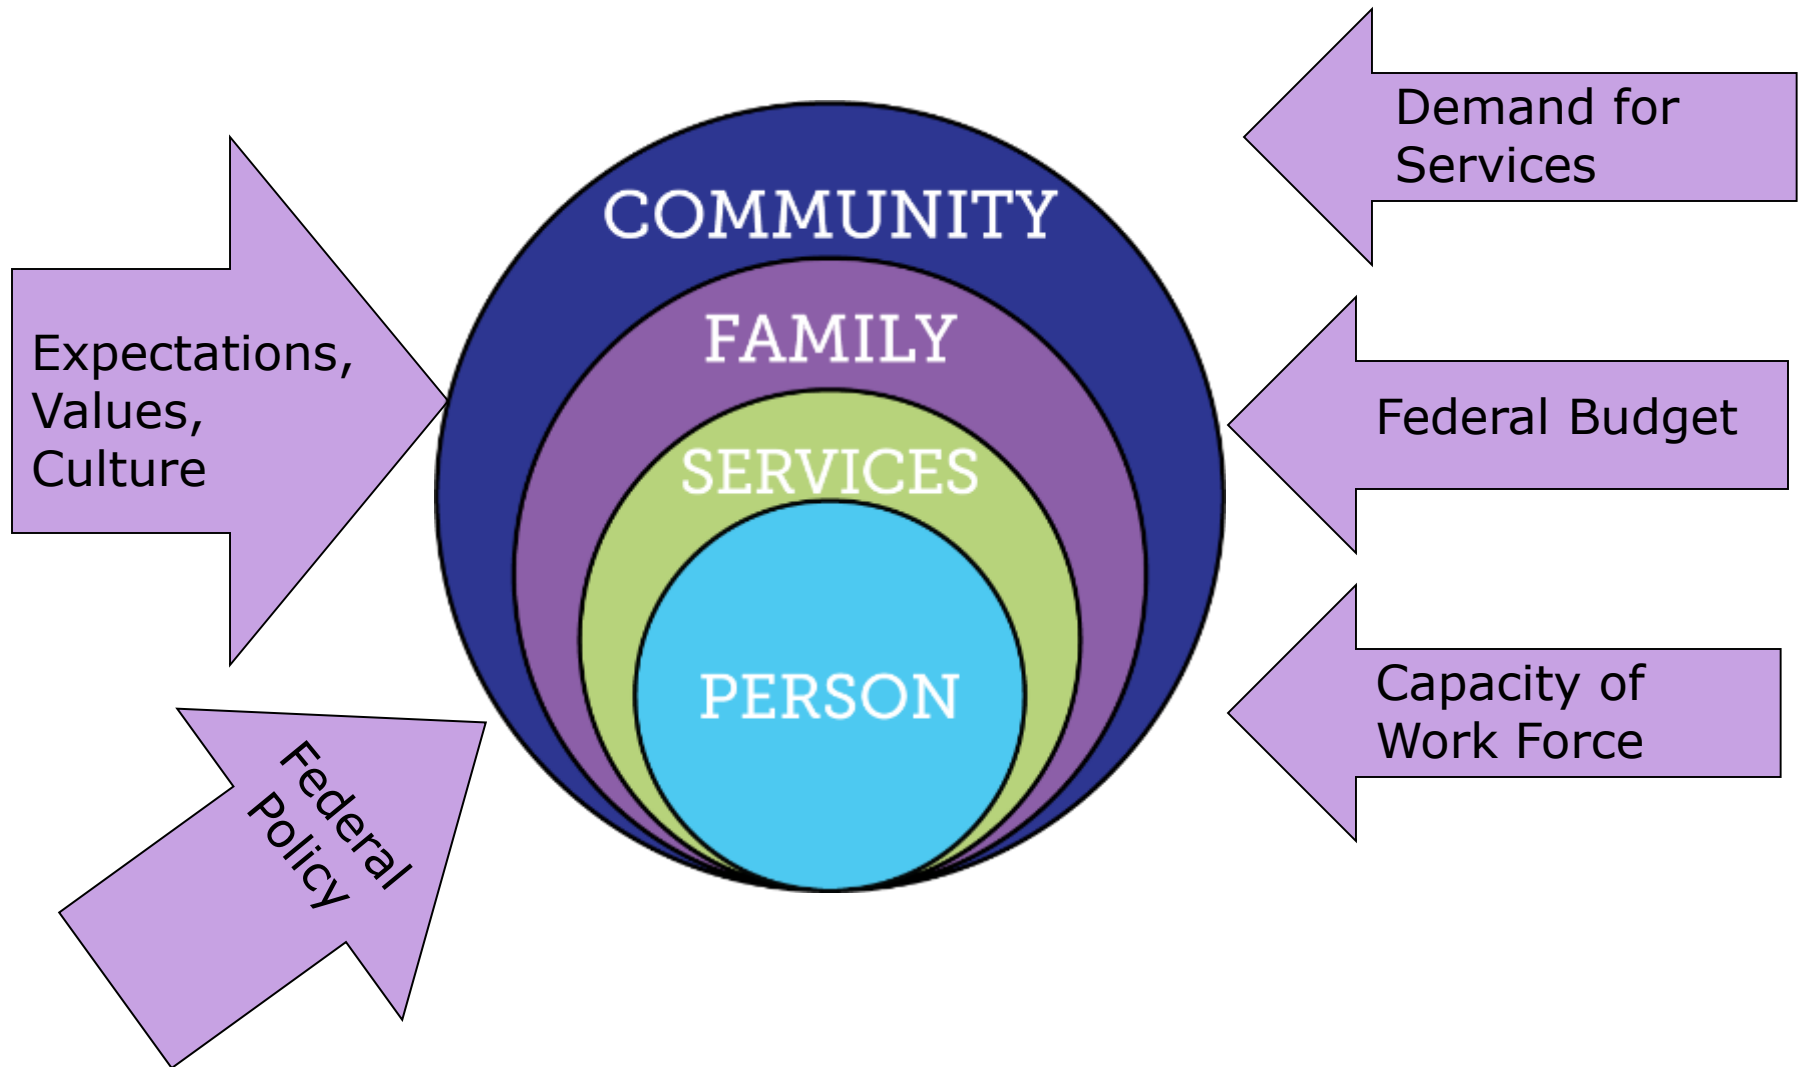 Expectations,
Values,
Culture
Federal
Policy
COMMUNITY
FAMILY
SERVICES
PERSON
Demand for
Services
Federal Budget
Capacity of
Work Force